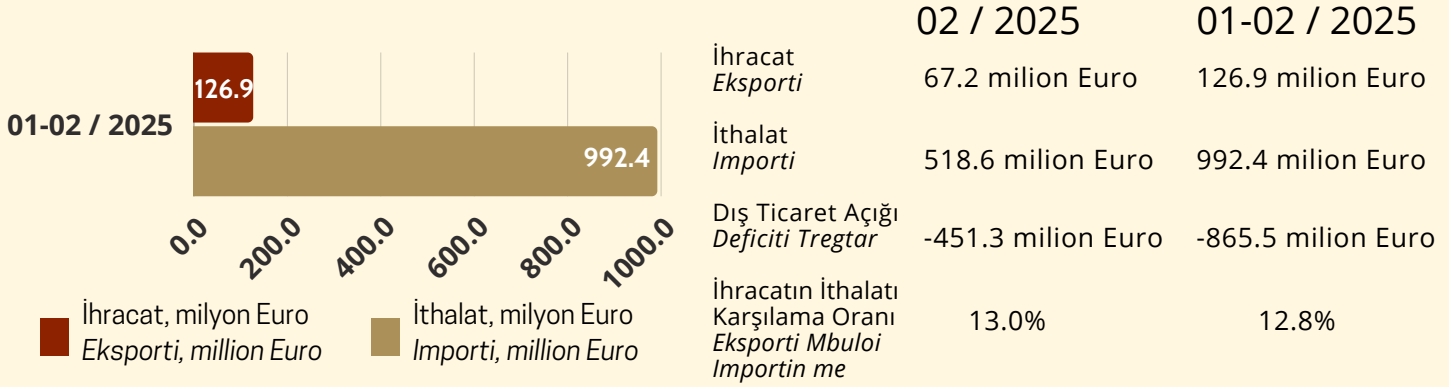 126.9
01-02 / 2025
992.4
0.0
200.0
400.0
600.0
800.0
1000.0
İhracat, milyon Euro
Eksporti, million Euro
İthalat, milyon Euro
Importi, million Euro
02 / 2025
01-02 / 2025
İhracat
Eksporti
67.2 milion Euro
126.9 milion Euro
İthalat
Importi
518.6 milion Euro
992.4 milion Euro
Dış Ticaret Açığı
Deficiti Tregtar
-451.3 milion Euro
-865.5 milion Euro
İhracatın İthalatı
Karşılama Oranı
Eksporti Mbuloi
Importin me
13.0%
12.8%